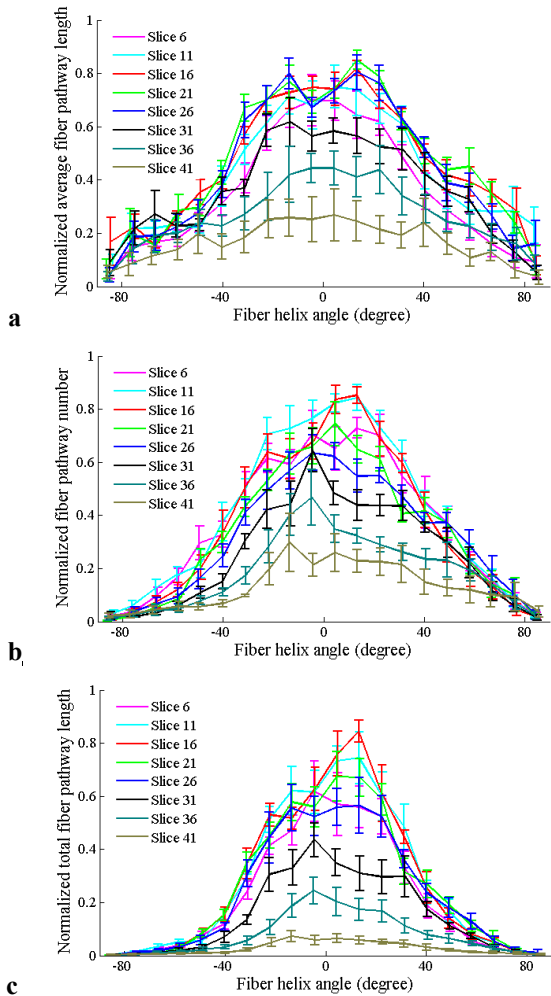 1
Normalized average fiber pathway length
0.8
0.6
0.4
0.2
0
Slice 6
Slice 11
Slice 16
Slice 21
Slice 26
Slice 31
Slice 36
Slice 41
-80 -40 0 40 80
Fiber helix angle (degree)
a
1
Normalized fiber pathway number
0.8
0.6
0.4
0.2
0
Slice 6
Slice 11
Slice 16
Slice 21
Slice 26
Slice 31
Slice 36
Slice 41
-80 -40 0 40 80
Fiber helix angle (degree)
b
1
Normalized total fiber pathway length
0.8
0.6
0.4
0.2
0
Slice 6
Slice 11
Slice 16
Slice 21
Slice 26
Slice 31
Slice 36
Slice 41
-80 -40 0 40 80
Fiber helix angle (degree)
c